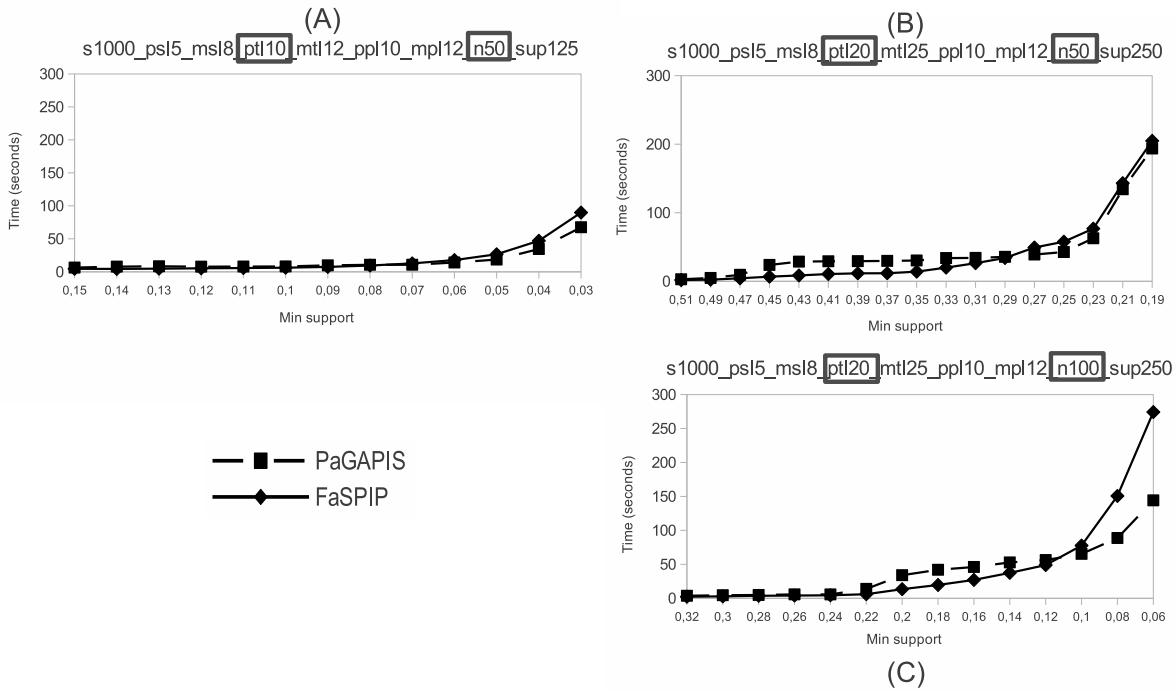 (A)
s1000_psl5_msl8_ptl10_mtl12_ppl10_mpl12_n50_sup125
300
250
200
150
100
50
0
Time (seconds)
0,15 0,14 0,13 0,12 0,11 0,1 0,09 0,08 0,07 0,06 0,05 0,04 0,03
Min support
(B)
s1000_psl5_msl8_ptl20_mtl25_ppl10_mpl12_n50_sup250
300
200
100
0
Time (seconds)
0,51 0,49 0,47 0,45 0,43 0,41 0,39 0,37 0,35 0,33 0,31 0,29 0,27 0,25 0,23 0,21 0,19
Min support
PaGAPIS
FaSPIP
s1000_psl5_msl8_ptl20_mtl25_ppl10_mpl12_n100_sup250
300
250
200
150
100
50
0
Time (seconds)
0,32 0,3 0,28 0,26 0,24 0,22 0,2 0,18 0,16 0,14 0,12 0,1 0,08 0,06
Min support
(C)